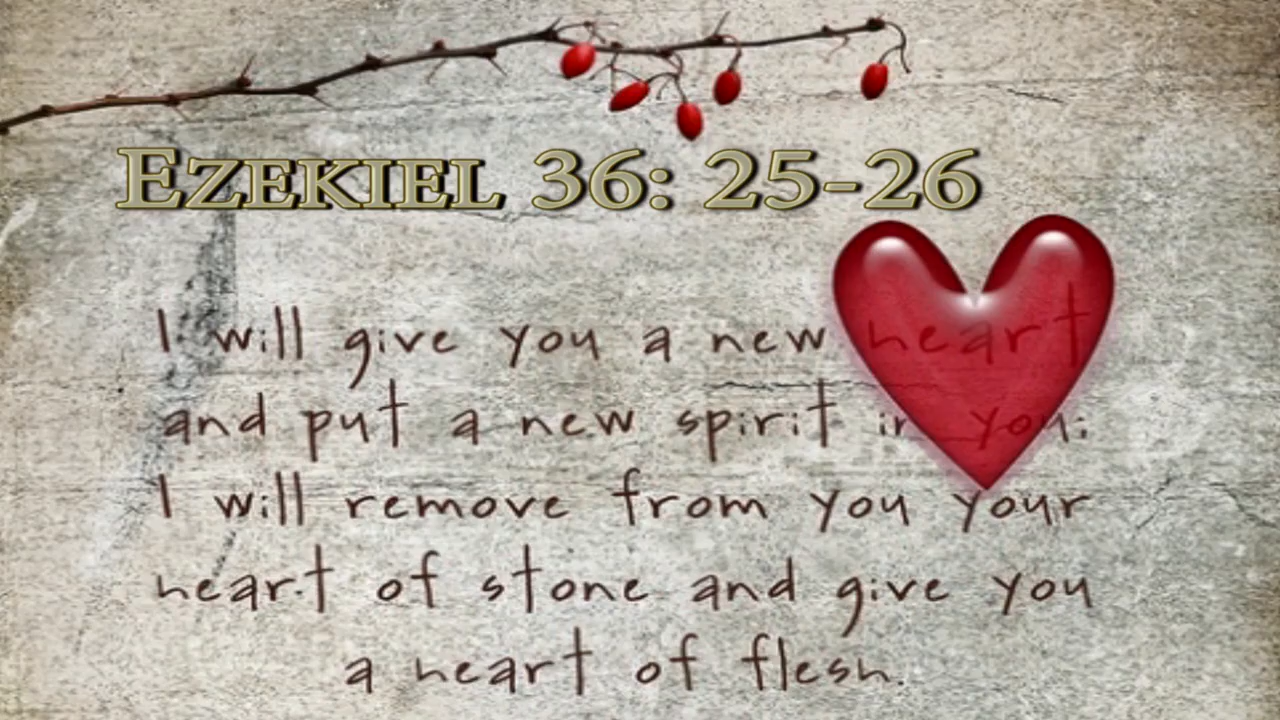 Ezekiel 36: 25-26
I will give you a new heart
and put a new spirit in you;
I will remove from you your
heart of stone and give you
a heart of flesh.